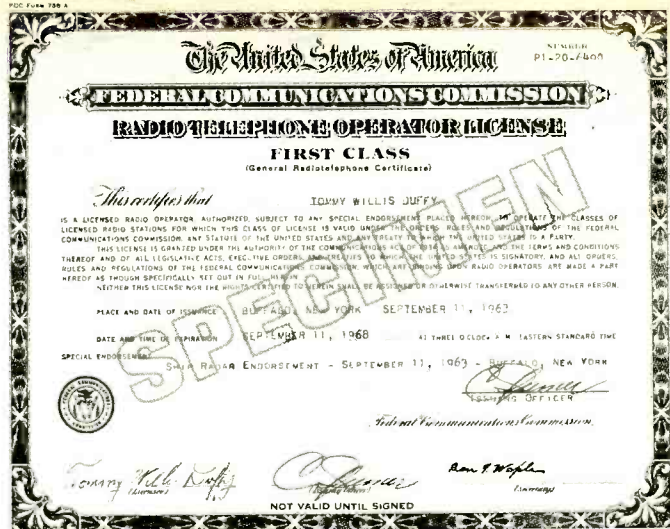 FCC FORM 756 A
The United States of America
NUMBER
P1-20-7400
FEDERAL COMMUNICATIONS COMMISSION
RADIOTELEPHONE OPERATOR LICENSE
FIRST CLASS
(General Radiotelephone Certificate)
This certifies that TOMMY WILLIS DUFFY
IS A LICENSED RADIO OPERATOR, AUTHORIZED, SUBJECT TO ANY SPECIAL ENDORSEMENT PLACED HEREON, TO OPERATE THE CLASSES OF
LICENSED RADIO STATIONS FOR WHICH THIS CLASS OF LICENSE IS VALID UNDER THE ORDERS, RULES AND REGULATIONS OF THE FEDERAL
COMMUNICATIONS COMMISSION, ANY STATUTE OF THE UNITED STATES AND ANY TREATY TO WHICH THE UNITED STATES IS A PARTY.
THIS LICENSE IS GRANTED UNDER THE AUTHORITY OF THE COMMUNICATIONS ACT OF AS AMENDED, AND THE TERMS AND CONDITIONS
THEREOF AND OF ALL LEGISLATIVE ACTS, EXECUTIVE ORDERS, AND TREATIES TO WHICH THE UNITED STATES IS SIGNATORY, AND ALL ORDERS,
RULES AND REGULATIONS OF THE FEDERAL COMMUNICATIONS COMMISSION, WHICH ARE BINDING UPON RADIO OPERATORS ARE MADE A PART
HEREOF AS THOUGH SPECIFICALLY SET OUT IN FULL HEREON.
NEITHER THIS LICENSE NOR THE RIGHTS CERTIFIED TO HEREIN SHALL BE ASSIGNED OR OTHERWISE TRANSFERRED TO ANY OTHER PERSON.
SPECIMEN
PLACE AND DATE OF ISSUANCE BUFFALO, NEW YORK SEPTEMBER 11, 1963
DATE AND TIME OF EXPIRATION SEPTEMBER 11, 1968 AT THREE O'CLOCK A.M. EASTERN STANDARD TIME
SPECIAL ENDORSEMENT
SHIP RADAR ENDORSEMENT - SEPTEMBER 11, 1963 - BUFFALO, NEW YORK
ISSUING OFFICER
Federal Communications Commission
Tommy Willis Duffy
Ben F. Waple
(Licensee) (Issuing Officer) (Secretary)
NOT VALID UNTIL SIGNED